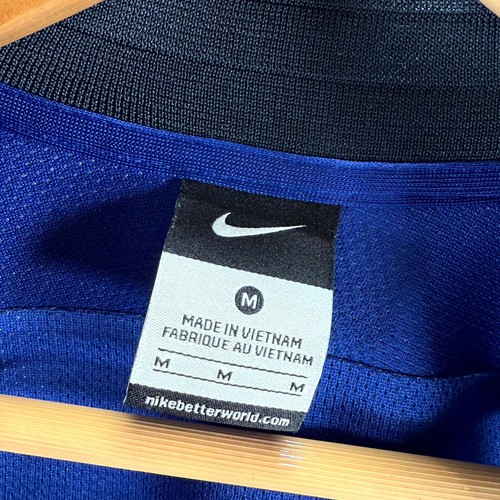 M
MADE IN VIETNAM
FABRIQUE AU VIETNAM
M M M
nikebetterworld.com